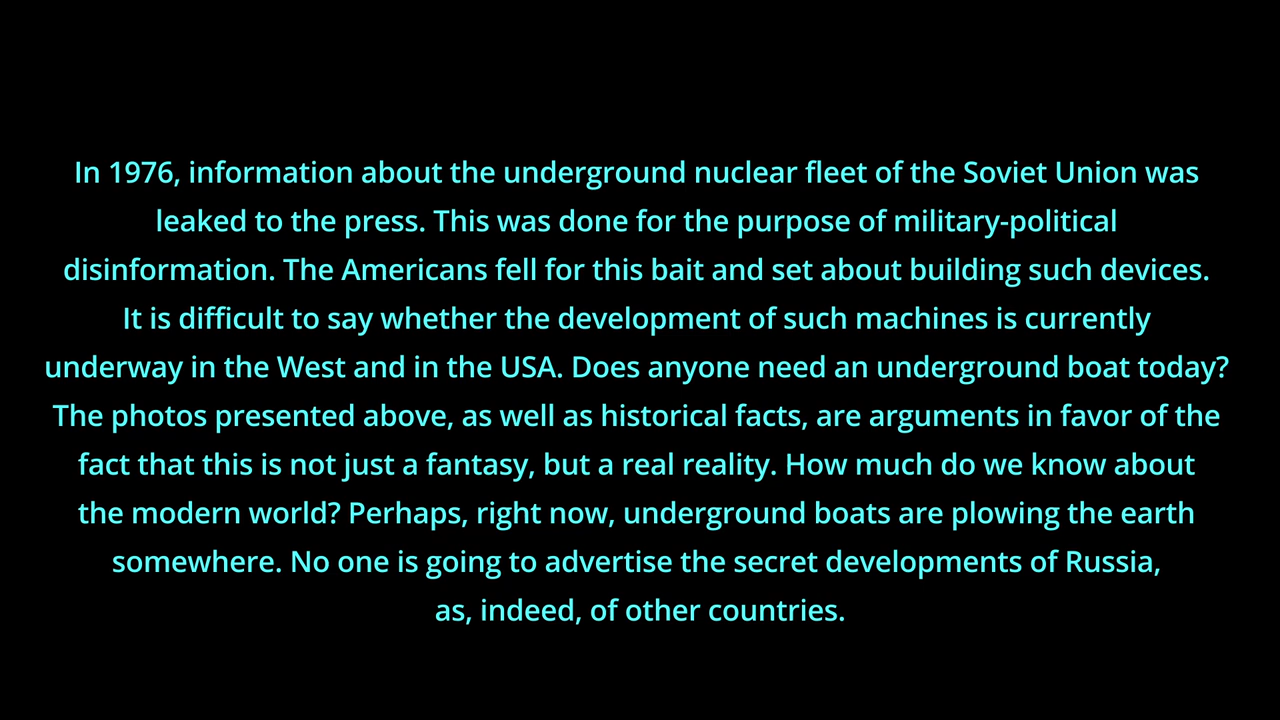 In 1976, information about the underground nuclear fleet of the Soviet Union was
leaked to the press. This was done for the purpose of military-political
disinformation. The Americans fell for this bait and set about building such devices.
It is difficult to say whether the development of such machines is currently
underway in the West and in the USA. Does anyone need an underground boat today?
The photos presented above, as well as historical facts, are arguments in favor of the
fact that this is not just a fantasy, but a real reality. How much do we know about
the modern world? Perhaps, right now, underground boats are plowing the earth
somewhere. No one is going to advertise the secret developments of Russia,
as, indeed, of other countries.